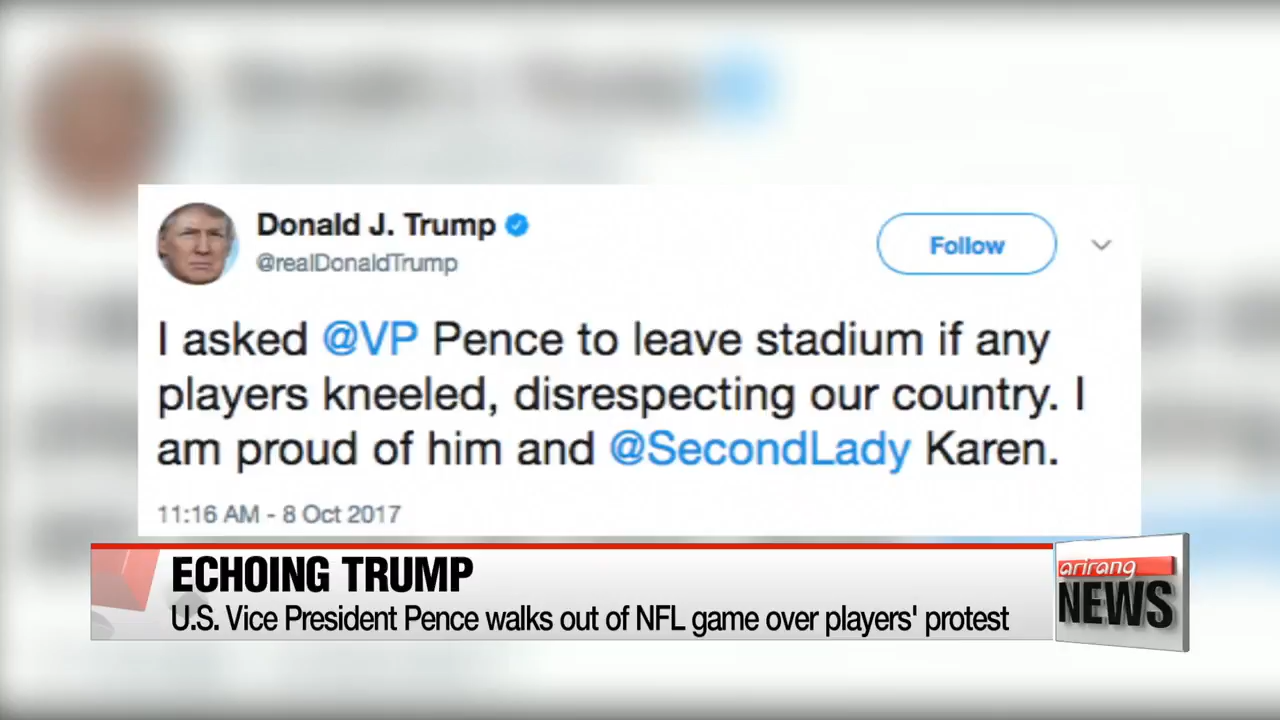 Donald J. Trump
@realDonaldTrump
Follow
I asked @VP Pence to leave stadium if any
players kneeled, disrespecting our country. I
am proud of him and @SecondLady Karen.
11:16 AM - 8 Oct 2017
ECHOING TRUMP
U.S. Vice President Pence walks out of NFL game over players' protest
arirang
NEWS